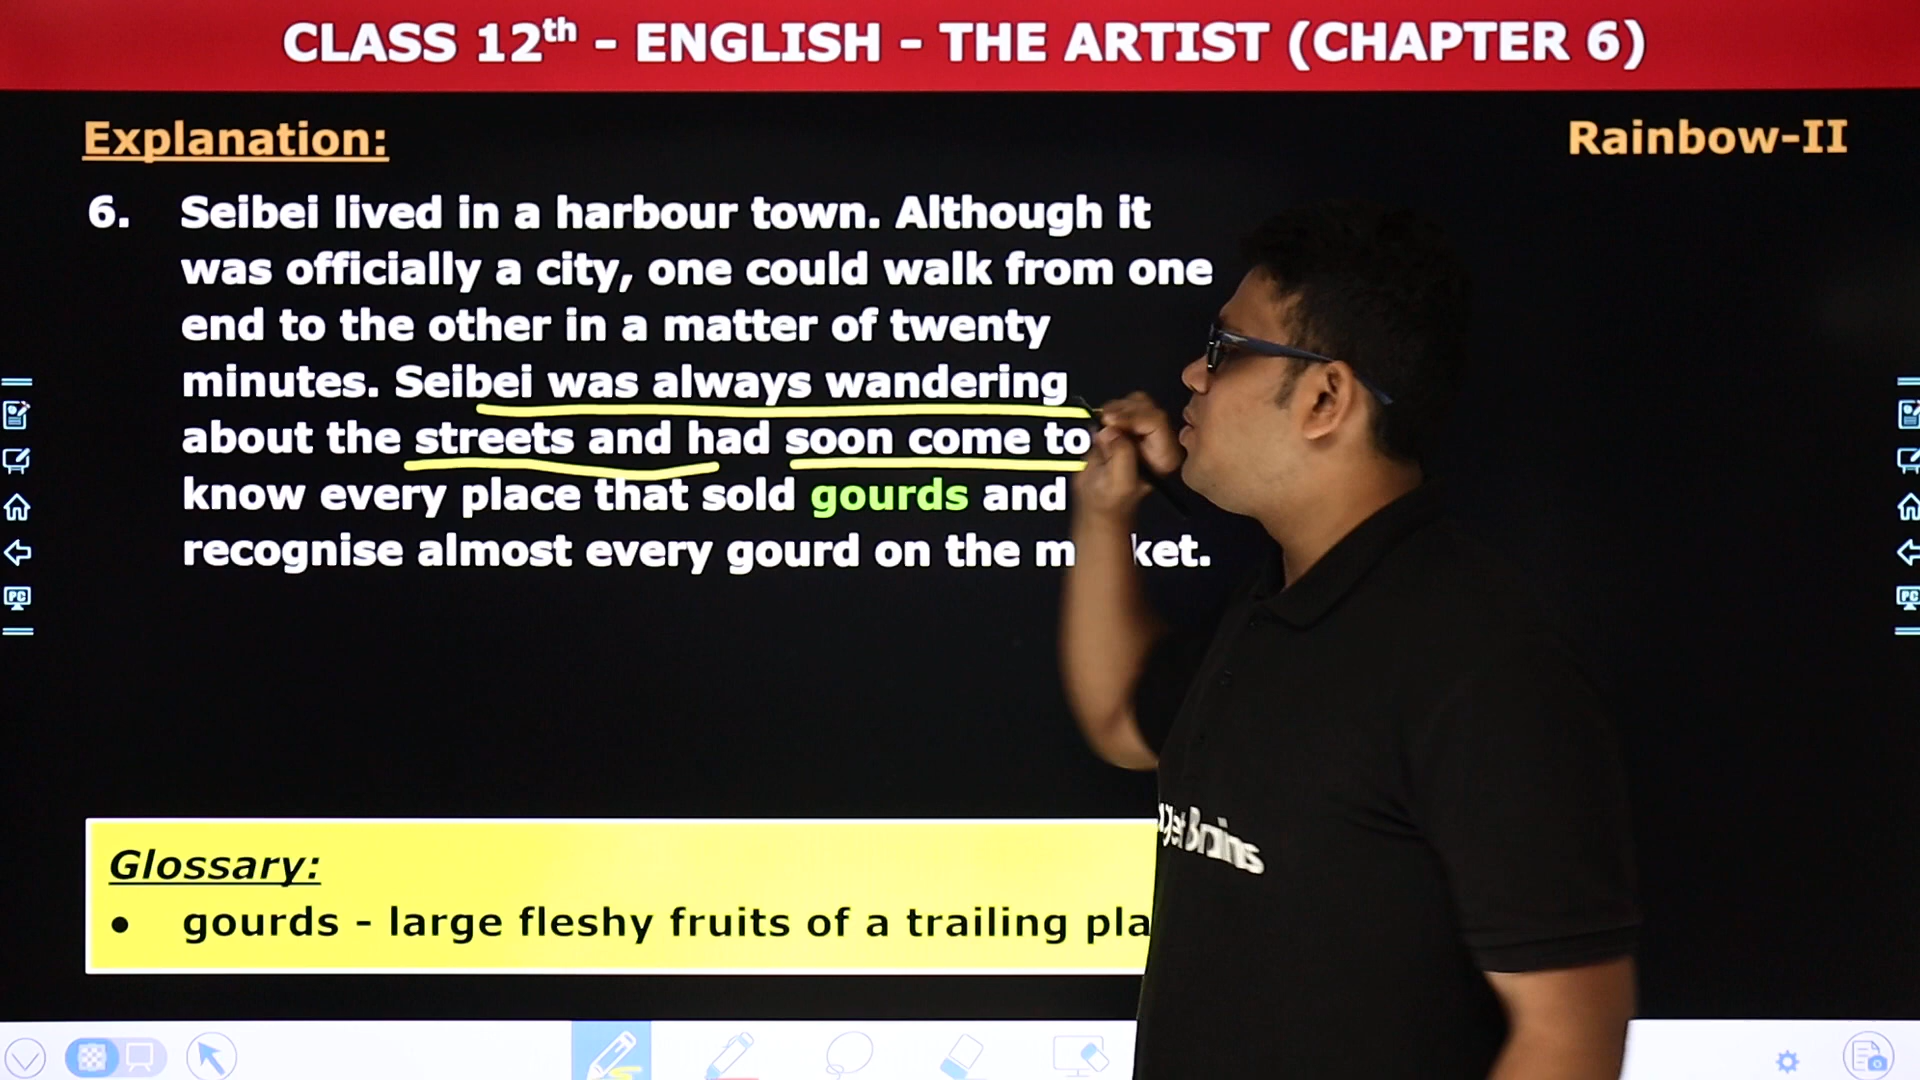 CLASS 12th - ENGLISH - THE ARTIST (CHAPTER 6)
Explanation:
Rainbow-II
6. Seibei lived in a harbour town. Although it
was officially a city, one could walk from one
end to the other in a matter of twenty
minutes. Seibei was always wandering
about the streets and had soon come to
know every place that sold gourds and
recognise almost every gourd on the
Glossary:
• gourds - large fleshy fruits of a trailing
Brains
PC
PC